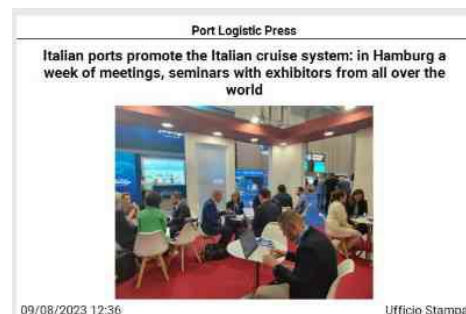 Port Logistic Press
Italian ports promote the Italian cruise system: in Hamburg a
week of meetings, seminars with exhibitors from all over the
world
09/08/2023 12:36
Ufficio Stampa